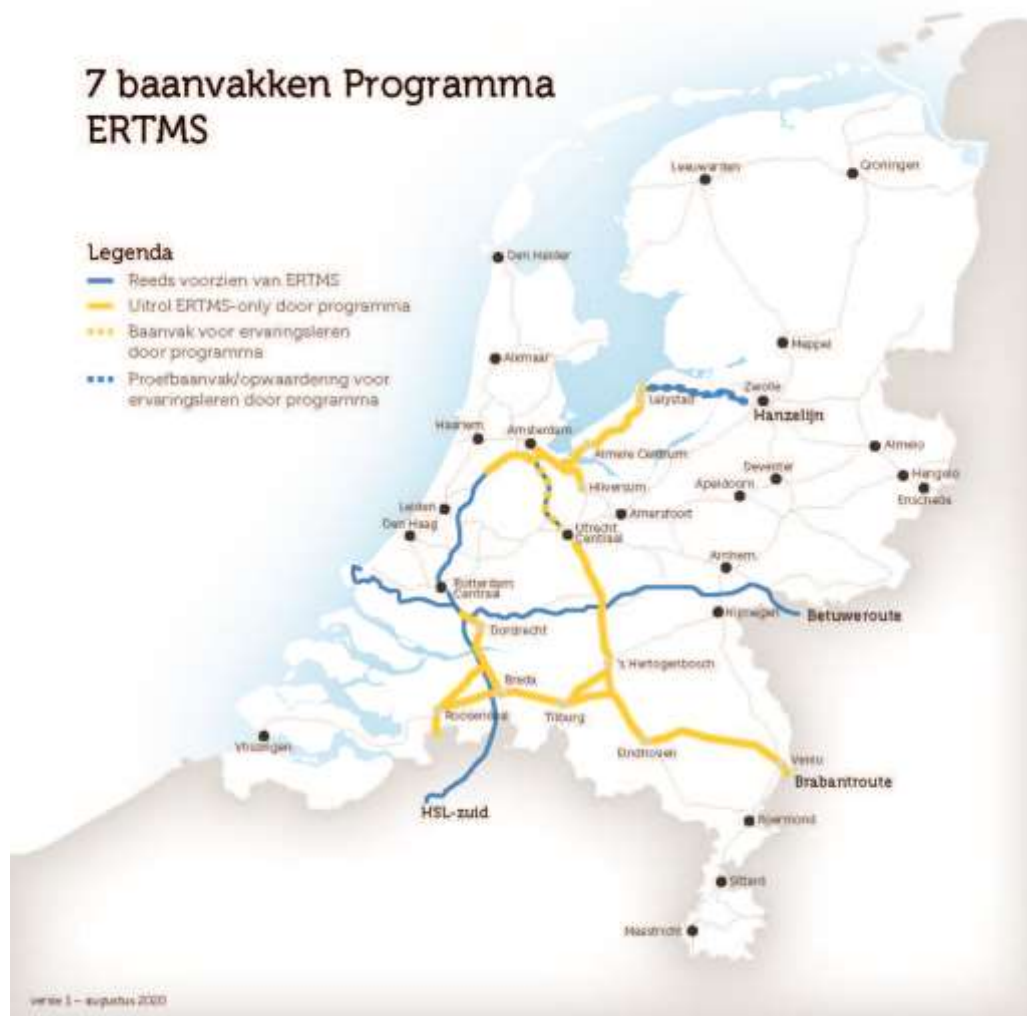 7 baanvakken Programma
ERTMS
Legenda
Reeds voorzien van ERTMS
Uitrol ERTMS-only door programma
Baanvak voor ervaringsleren
door programma
Proefbaanvak/opwaardering voor
ervaringsleren door programma
Leeuwarden
Groningen
Den Helder
Meppel
Alkmaar
Zwolle
Lelystad
Hanzelijn
Haarlem
Amsterdam
Almere Centrum
Almelo
Deventer
Hengelo
Apeldoorn
Hilversum
Enschede
Leiden
Amersfoort
Den Haag
Utrecht
Centraal
Arnhem
Rotterdam
Centraal
Nijmegen
Betuweroute
Dordrecht
's Hertogenbosch
Breda
Roosendaal
Tilburg
Vlissingen
Eindhoven
Venlo
Brabantroute
HSL-zuid
Roermond
Sittard
Maastricht
versie 1 – augustus 2020